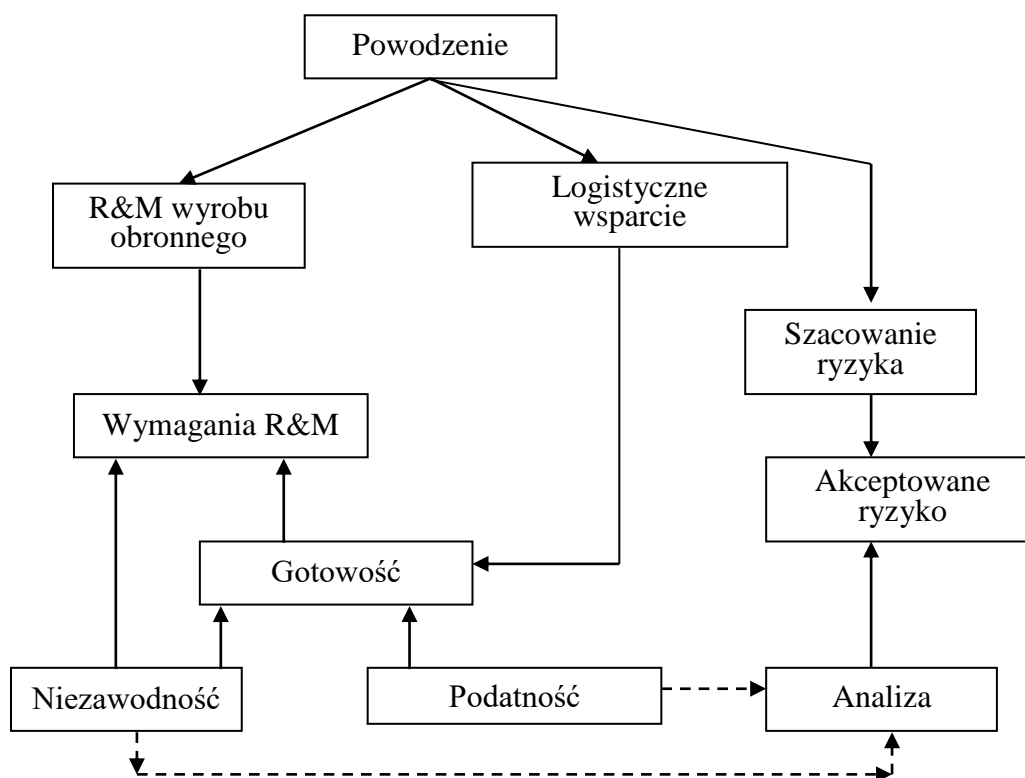 Powodzenie
R&M wyrobu
obronnego
Logistyczne
wsparcie
Szacowanie
ryzyka
Wymagania R&M
Akceptowane
ryzyko
Gotowość
Niezawodność
Podatność
Analiza